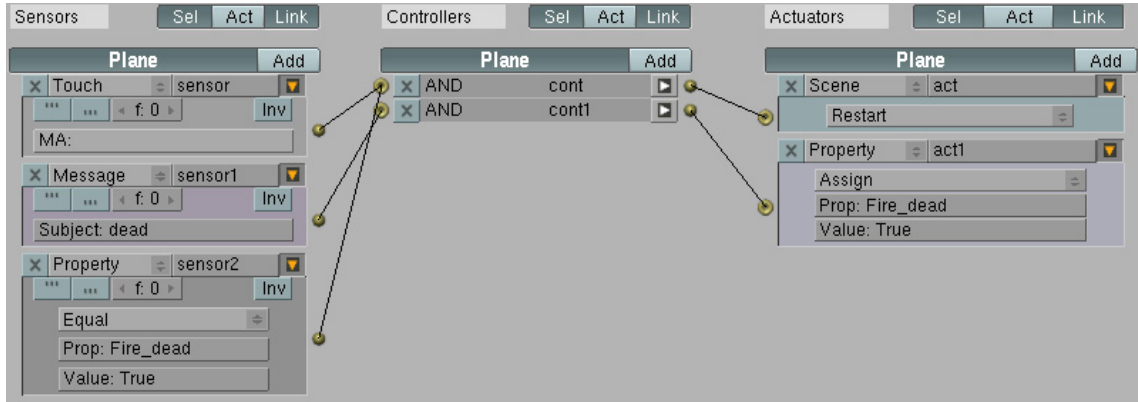 Sensors Sel Act Link Controllers Sel Act Link Actuators Sel Act Link
Plane Add Plane Add Plane Add
X Touch sensor X AND cont X Scene act
f: 0 Inv X AND cont1 Restart
MA:
X Property act1
X Message sensor1 Assign
f: 0 Inv Prop: Fire_dead
Subject: dead Value: True
X Property sensor2
f: 0 Inv
Equal
Prop: Fire_dead
Value: True